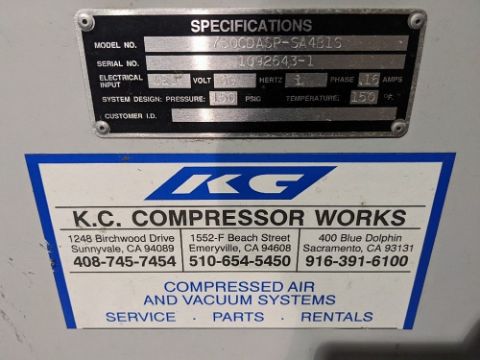 SPECIFICATIONS
MODEL NO.
SERIAL NO. 1092643-1
ELECTRICAL INPUT VOLT HERTZ 1 PHASE .16 AMPS
SYSTEM DESIGN: PRESSURE: PSIG TEMPERATURE: 150 °F
CUSTOMER I.D.
KC
K.C. COMPRESSOR WORKS
1248 Birchwood Drive 1552-F Beach Street 400 Blue Dolphin
Sunnyvale, CA 94089 Emeryville, CA 94608 Sacramento, CA 93131
408-745-7454 510-654-5450 916-391-6100
COMPRESSED AIR
AND VACUUM SYSTEMS
SERVICE · PARTS · RENTALS